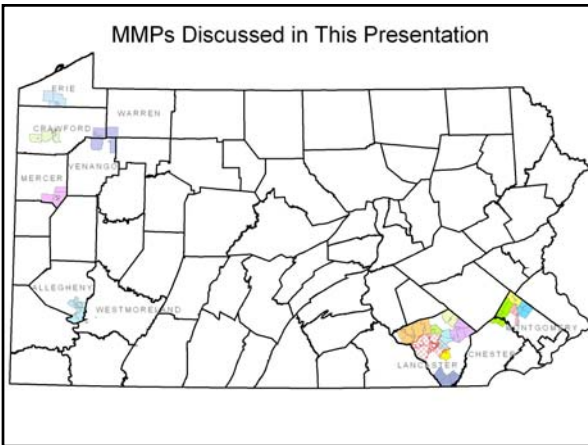 MMPs Discussed in This Presentation
ERIE
WARREN
CRAWFORD
VENANGO
MERCER
ALLEGHENY
WESTMORELAND
MONTGOMERY
CHESTER
LANCASTER